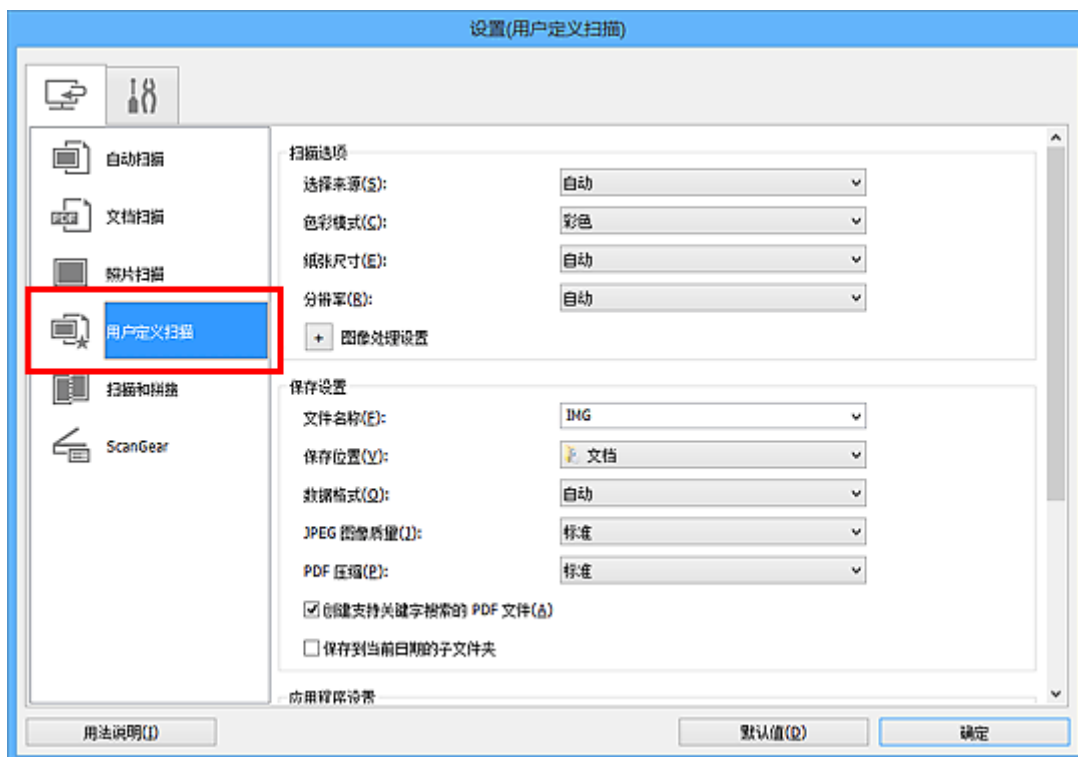 设置(用户定义扫描)
自动扫描
文档扫描
照片扫描
用户定义扫描
扫描和拼接
ScanGear
扫描选项
选择来源(S): 自动
色彩模式(C): 彩色
纸张尺寸(E): 自动
分辨率(R): 自动
+ 图像处理设置
保存设置
文件名称(F): IMG
保存位置(V): 文档
数据格式(O): 自动
JPEG 图像质量(J): 标准
PDF 压缩(P): 标准
创建支持关键字搜索的 PDF 文件(A)
保存到当前日期的子文件夹
应用程序设置
用法说明(I)
默认值(D)
确定